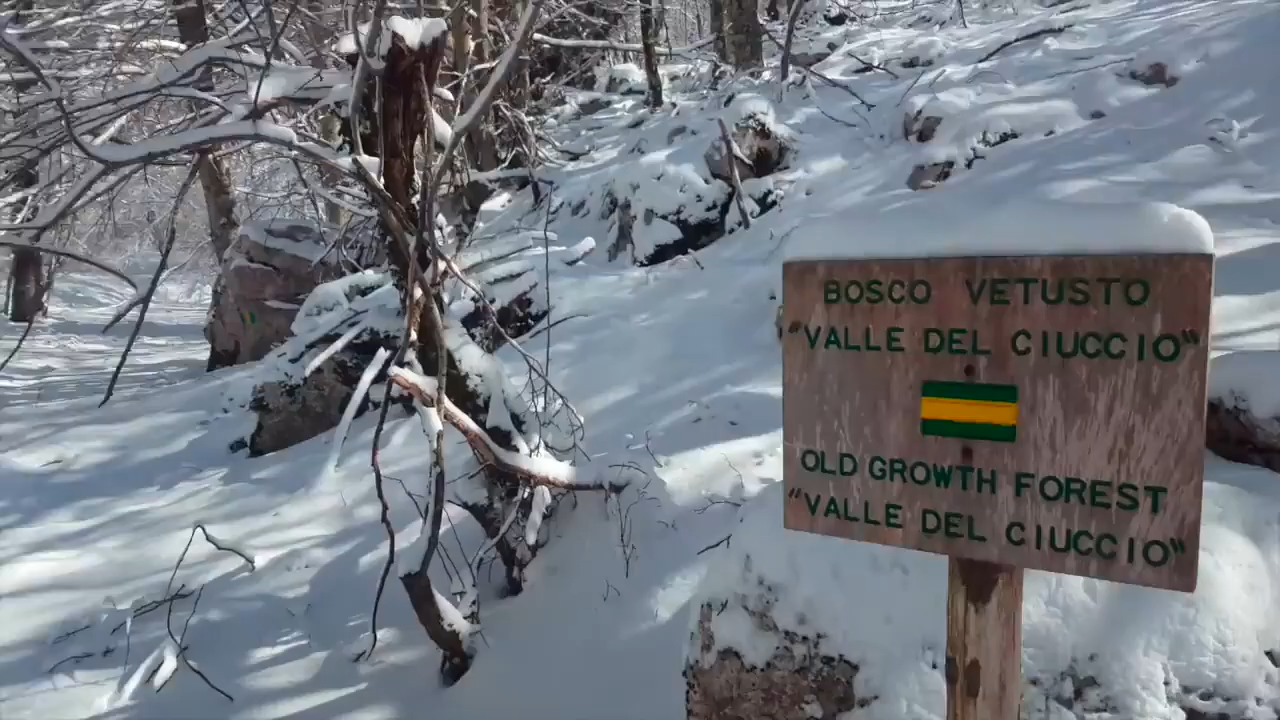 BOSCO VETUSTO
"VALLE DEL CIUCCIO"
OLD GROWTH FOREST
"VALLE DEL CIUCCIO"